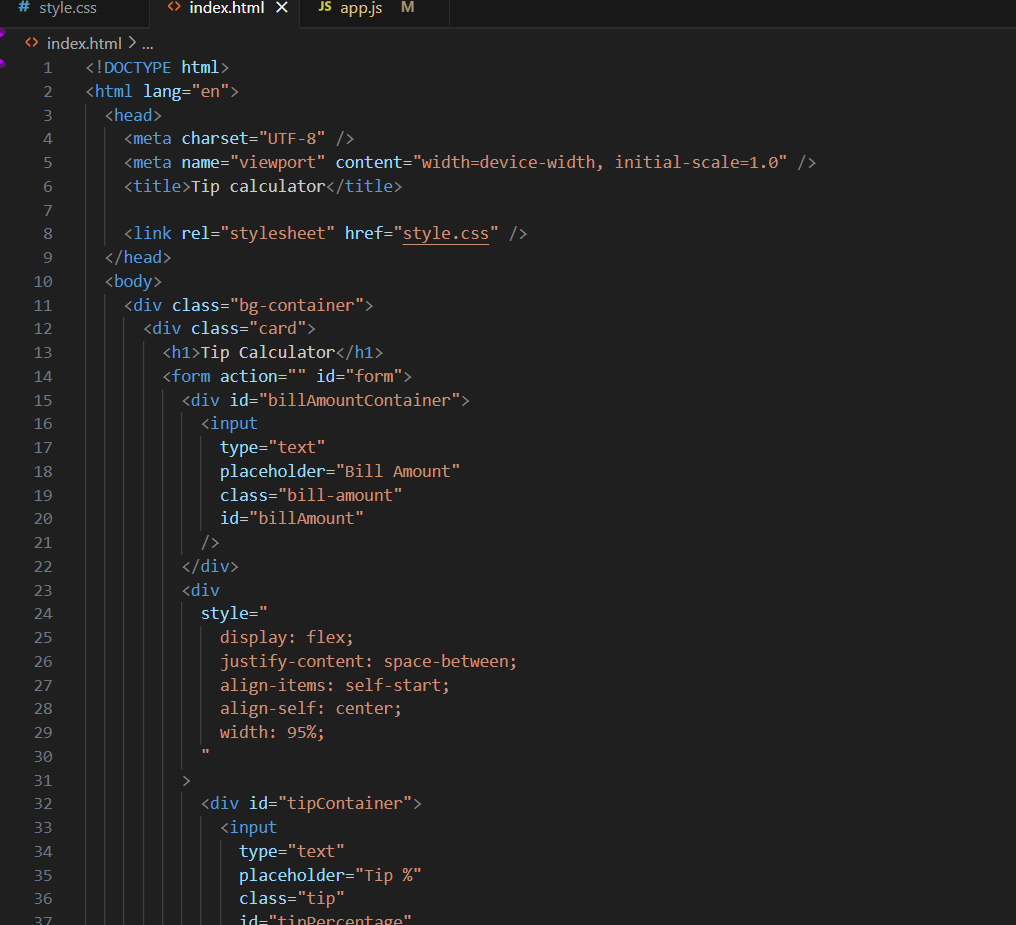 # style.css <> index.html × JS app.js M
<> index.html > ...
1 <!DOCTYPE html>
2 <html lang="en">
3 <head>
4 <meta charset="UTF-8" />
5 <meta name="viewport" content="width=device-width, initial-scale=1.0" />
6 <title>Tip calculator</title>
7
8 <link rel="stylesheet" href="style.css" />
9 </head>
10 <body>
11 <div class="bg-container">
12 <div class="card">
13 <h1>Tip Calculator</h1>
14 <form action="" id="form">
15 <div id="billAmountContainer">
16 <input
17 type="text"
18 placeholder="Bill Amount"
19 class="bill-amount"
20 id="billAmount"
21 />
22 </div>
23 <div
24 style="
25 display: flex;
26 justify-content: space-between;
27 align-items: self-start;
28 align-self: center;
29 width: 95%;
30 "
31 >
32 <div id="tipContainer">
33 <input
34 type="text"
35 placeholder="Tip %"
36 class="tip"
37 id="tipPercentage"